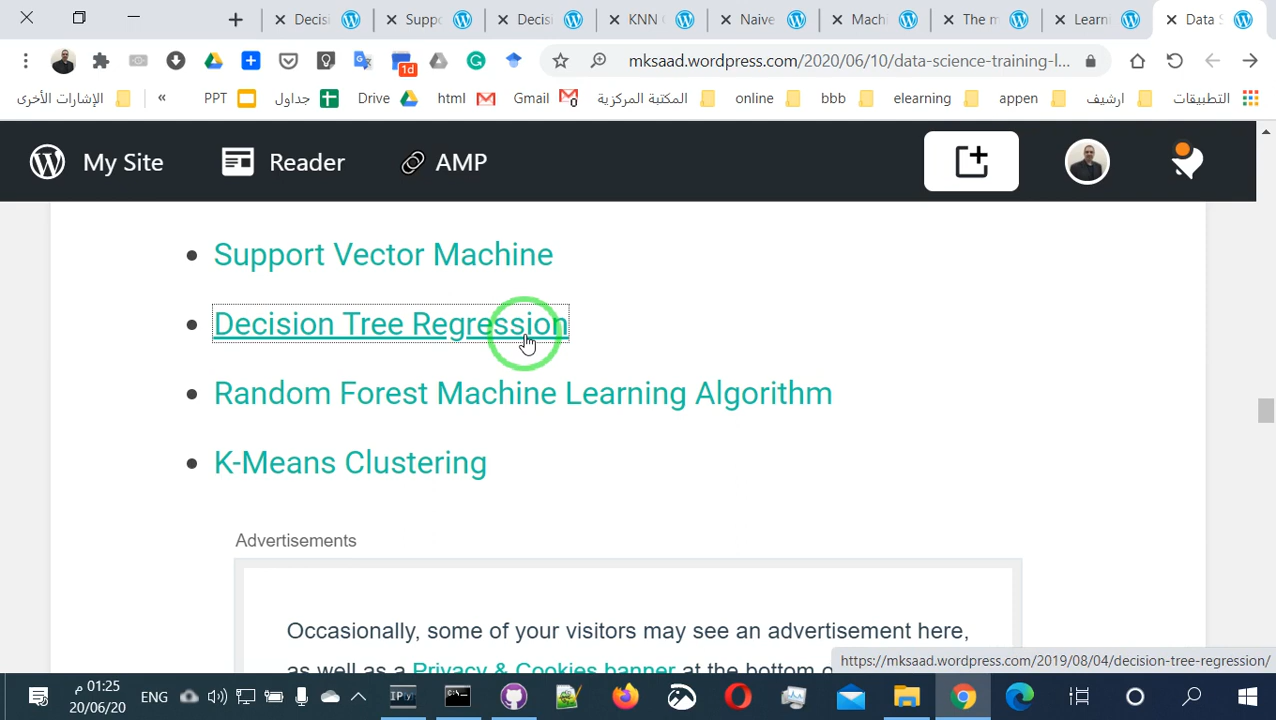 Decisi
Suppo
Decisi
KNN
Naive
Machi
The m
Learni
Data S
1d
mksaad.wordpress.com/2020/06/10/data-science-training-l...
الإشارات الأخرى
»
PPT
جداول
Drive
html
Gmail
المكتبة المركزية
online
bbb
elearning
appen
ارشيف
التطبيقات
My Site
Reader
AMP
Support Vector Machine
Decision Tree Regression
Random Forest Machine Learning Algorithm
K-Means Clustering
Advertisements
Occasionally, some of your visitors may see an advertisement here,
as well as a Privacy & Cookies banner at the bottom o
https://mksaad.wordpress.com/2019/08/04/decision-tree-regression/
01:25 م
20/06/20
ENG